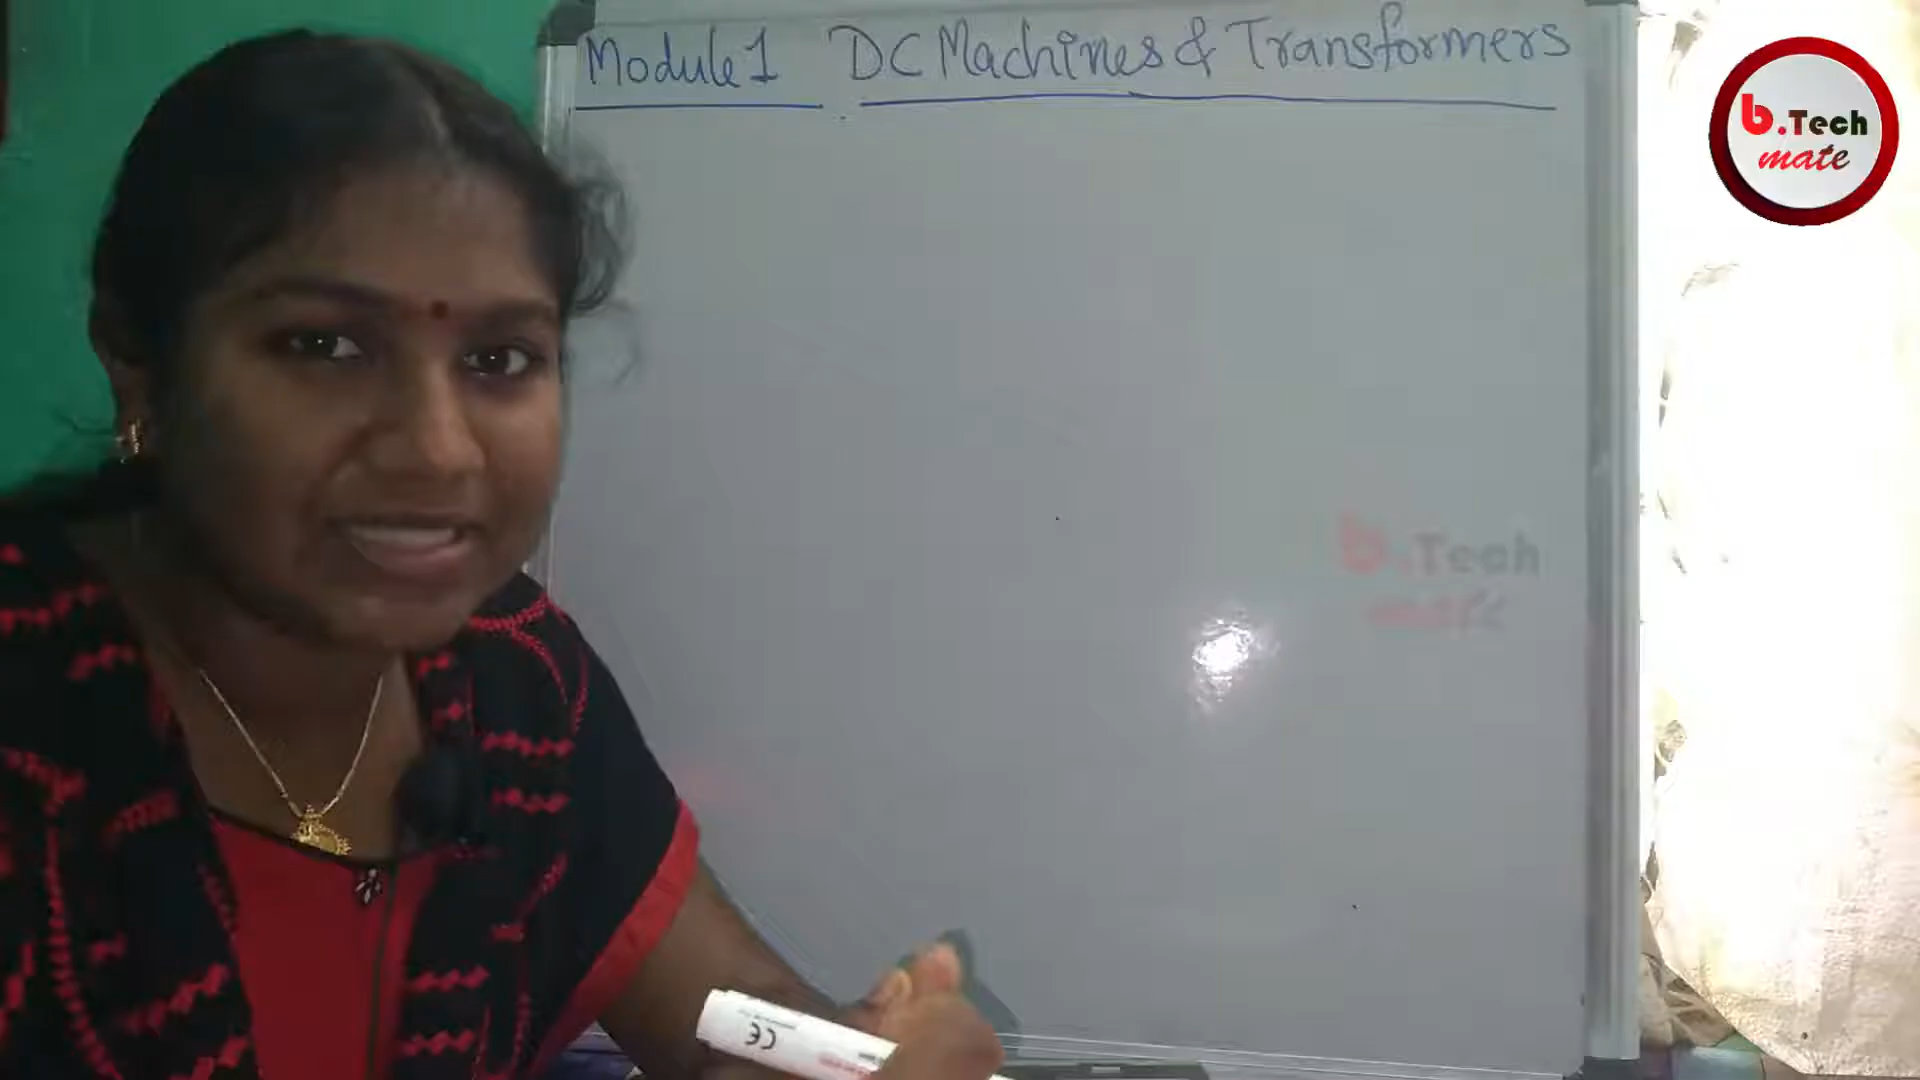 Module 1 DC Machines & Transformers
b.Tech
mate
b.Tech
mate
CE